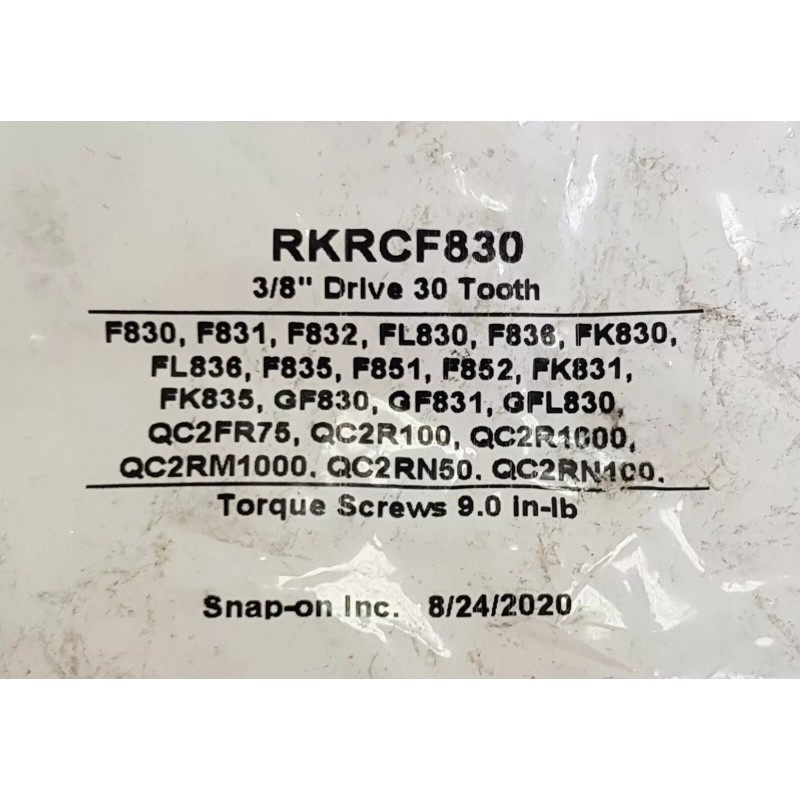 RKRCF830
3/8" Drive 30 Tooth
F830, F831, F832, FL830, F836, FK830,
FL836, F835, F851, F852, FK831,
FK835, GF830, GF831, GFL830,
QC2FR75, QC2R100, QC2R1000,
QC2RM1000. QC2RN50. QC2RN100.
Torque Screws 9.0 in-lb
Snap-on Inc. 8/24/2020